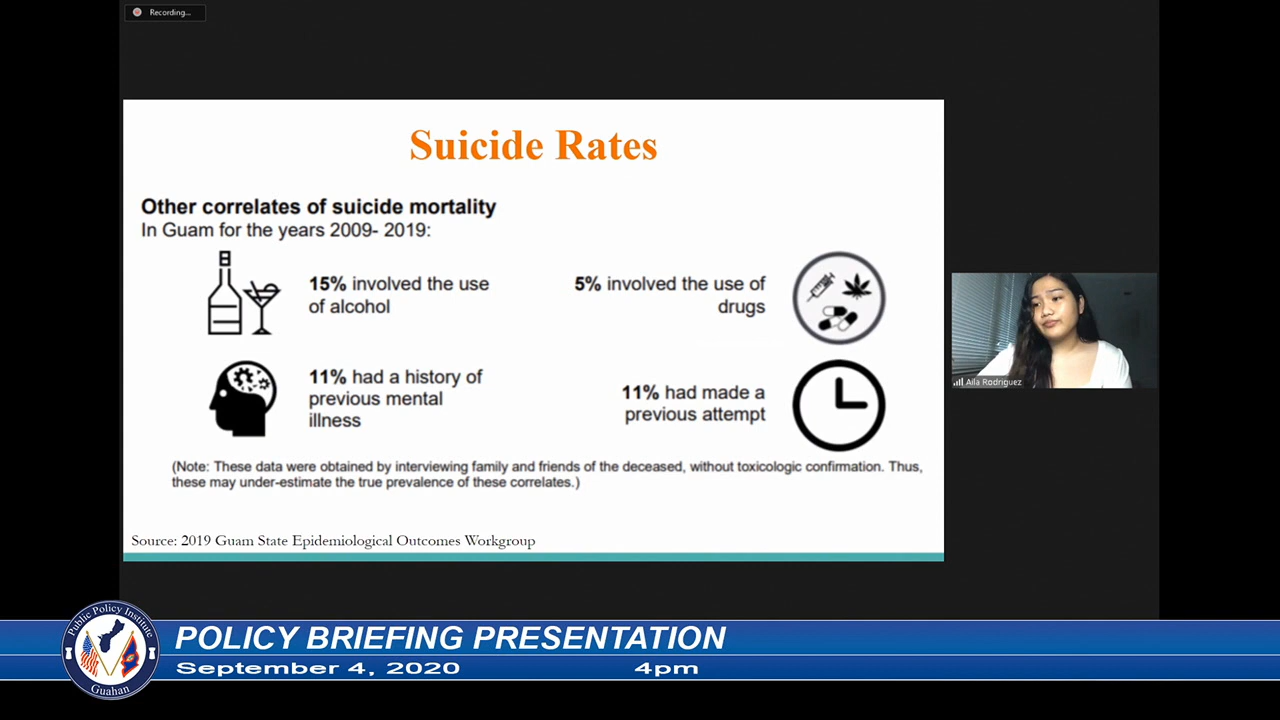 Recording...
Suicide Rates
Other correlates of suicide mortality
In Guam for the years 2009- 2019:
15% involved the use
of alcohol
5% involved the use of
drugs
11% had a history of
previous mental
illness
11% had made a
previous attempt
(Note: These data were obtained by interviewing family and friends of the deceased, without toxicologic confirmation. Thus,
these may under-estimate the true prevalence of these correlates.)
Source: 2019 Guam State Epidemiological Outcomes Workgroup
Aila Rodriguez
Public Policy Institute
Guahan
POLICY BRIEFING PRESENTATION
September 4, 2020 4pm